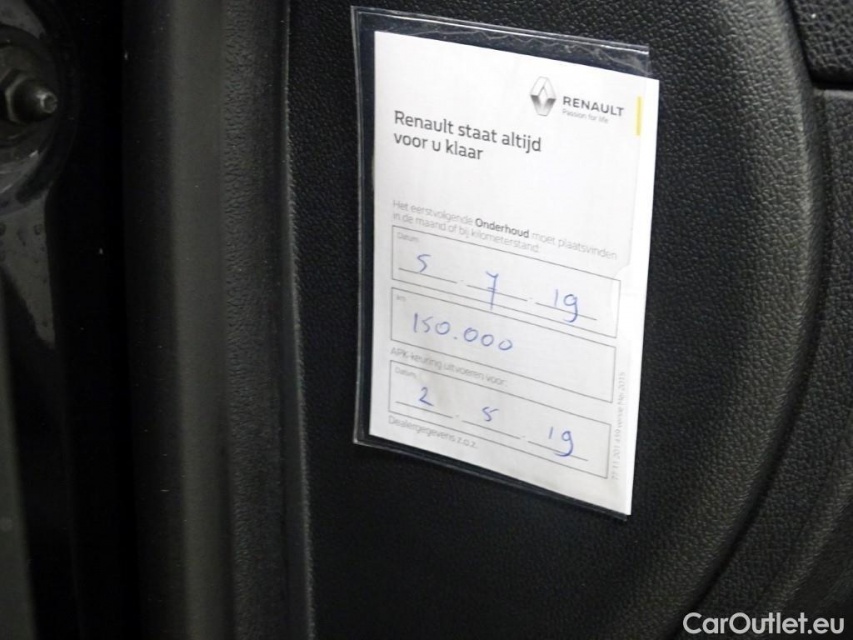 RENAULT
Passion for life
Renault staat altijd
voor u klaar
Het eerstvolgende Onderhoud moet plaatsvinden
in de maand of bij kilometerstand:
Datum
5 . 7 . 19
km
150.000
APK-keuring uitvoeren voor:
Datum
2 . 5 . 19
Dealergegevens z.o.z.
CarOutlet.eu